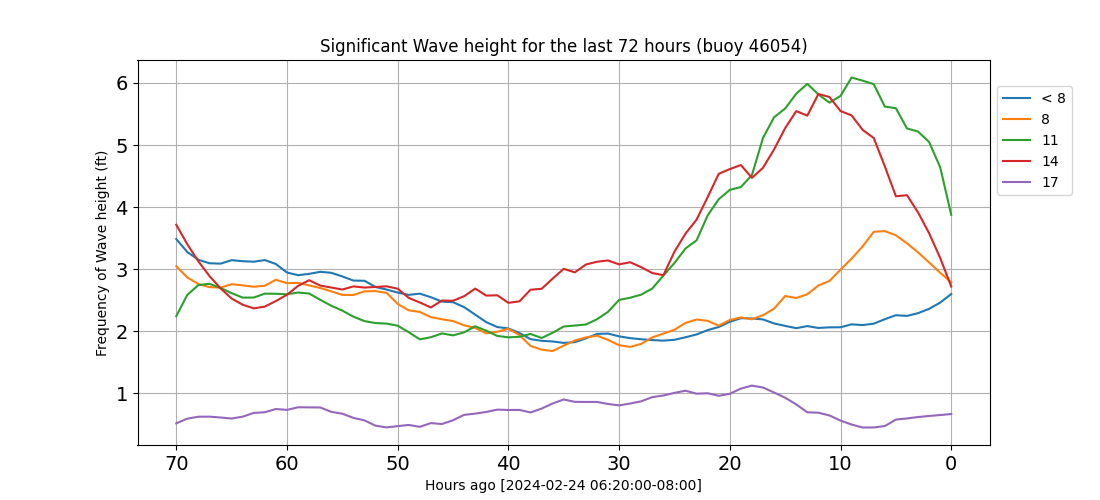 Significant Wave height for the last 72 hours (buoy 46054)
Frequency of Wave height (ft)
6
5
4
3
2
1
70 60 50 40 30 20 10 0
Hours ago [2024-02-24 06:20:00-08:00]
< 8
8
11
14
17